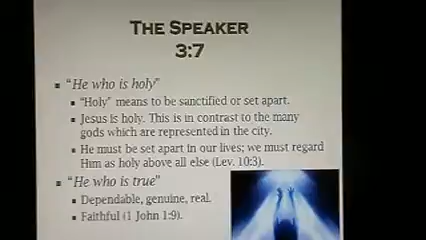 THE SPEAKER
3:7
"He who is holy"
"Holy" means to be sanctified or set apart.
Jesus is holy. This is in contrast to the many
gods which are represented in the city.
He must be set apart in our lives; we must regard
Him as holy above all else (Lev. 10:3).
"He who is true"
Dependable, genuine, real.
Faithful (1 John 1:9).